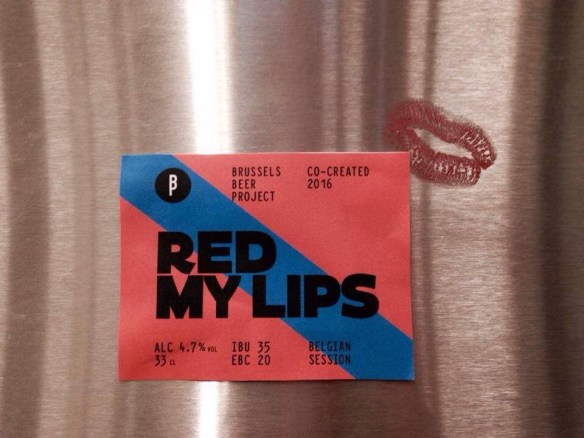 β
BRUSSELS
BEER
PROJECT
CO-CREATED
2016
RED
MY LIPS
ALC 4.7% VOL
33 CL
IBU 35
EBC 20
BELGIAN
SESSION